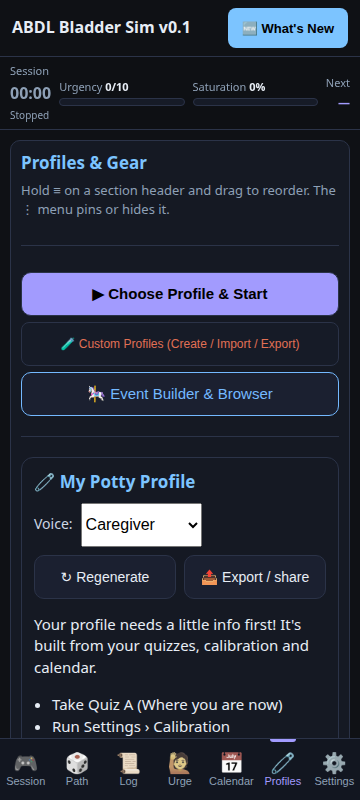 ABDL Bladder Sim v0.1
🆕 What's New
Session
00:00
Stopped
Urgency 0/10
Saturation 0%
Next
—
Profiles & Gear
Hold ≡ on a section header and drag to reorder. The
⋮ menu pins or hides it.
▶ Choose Profile & Start
🧪 Custom Profiles (Create / Import / Export)
🎠 Event Builder & Browser
🧷 My Potty Profile
Voice: Caregiver
↻ Regenerate
📤 Export / share
Your profile needs a little info first! It's
built from your quizzes, calibration and
calendar.
• Take Quiz A (Where you are now)
• Run Settings › Calibration
Session
Path
Log
Urge
Calendar
Profiles
Settings